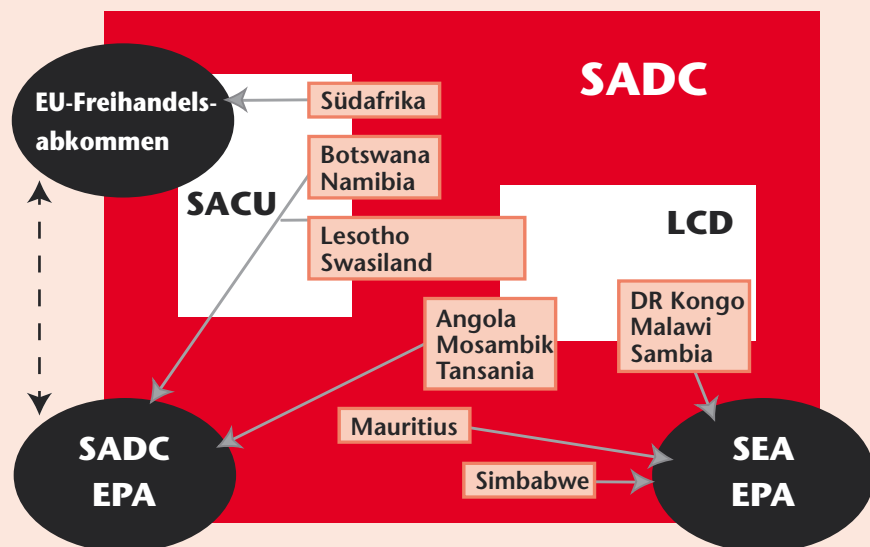 SADC
EU-Freihandels-
abkommen
Südafrika
Botswana
Namibia
SACU
Lesotho
Swasiland
LCD
DR Kongo
Malawi
Sambia
Angola
Mosambik
Tansania
Mauritius
Simbabwe
SADC
EPA
SEA
EPA